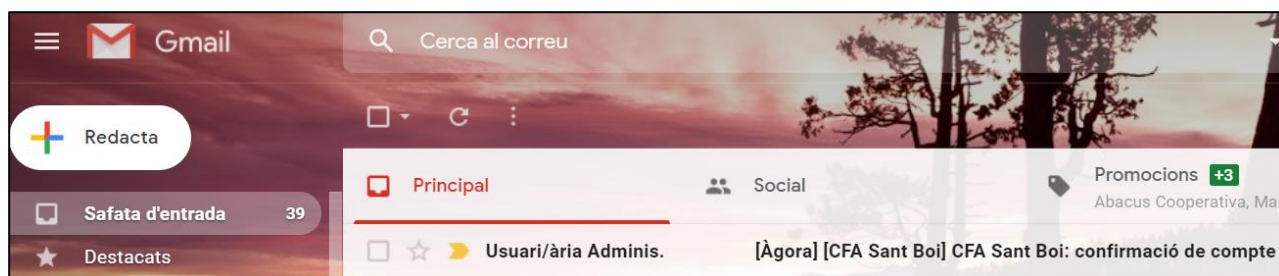 Gmail
Cerca al correu
Redacta
Principal
Social
Promocions +3
Abacus Cooperativa,
Safata d'entrada 39
Usuari/ària Adminis. [Àgora] [CFA Sant Boi] CFA Sant Boi: confirmació de compte
Destacats